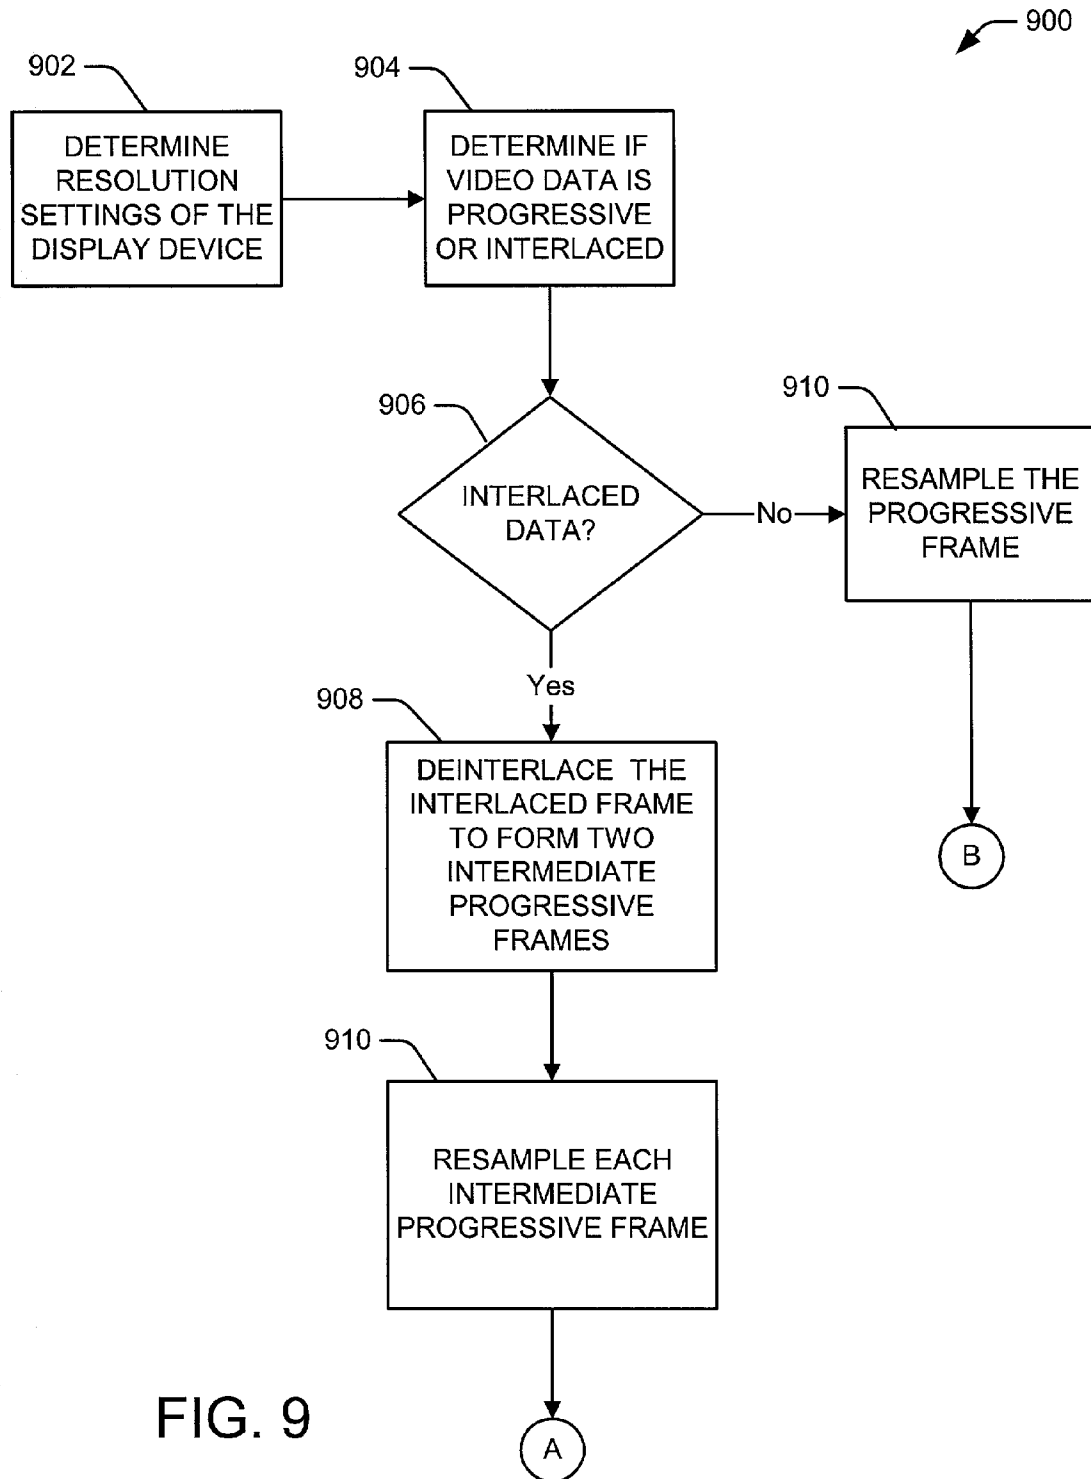 900
902
DETERMINE
RESOLUTION
SETTINGS OF THE
DISPLAY DEVICE
904
DETERMINE IF
VIDEO DATA IS
PROGRESSIVE
OR INTERLACED
906
INTERLACED
DATA?
No
910
RESAMPLE THE
PROGRESSIVE
FRAME
B
Yes
908
DEINTERLACE THE
INTERLACED FRAME
TO FORM TWO
INTERMEDIATE
PROGRESSIVE
FRAMES
910
RESAMPLE EACH
INTERMEDIATE
PROGRESSIVE FRAME
A
FIG. 9